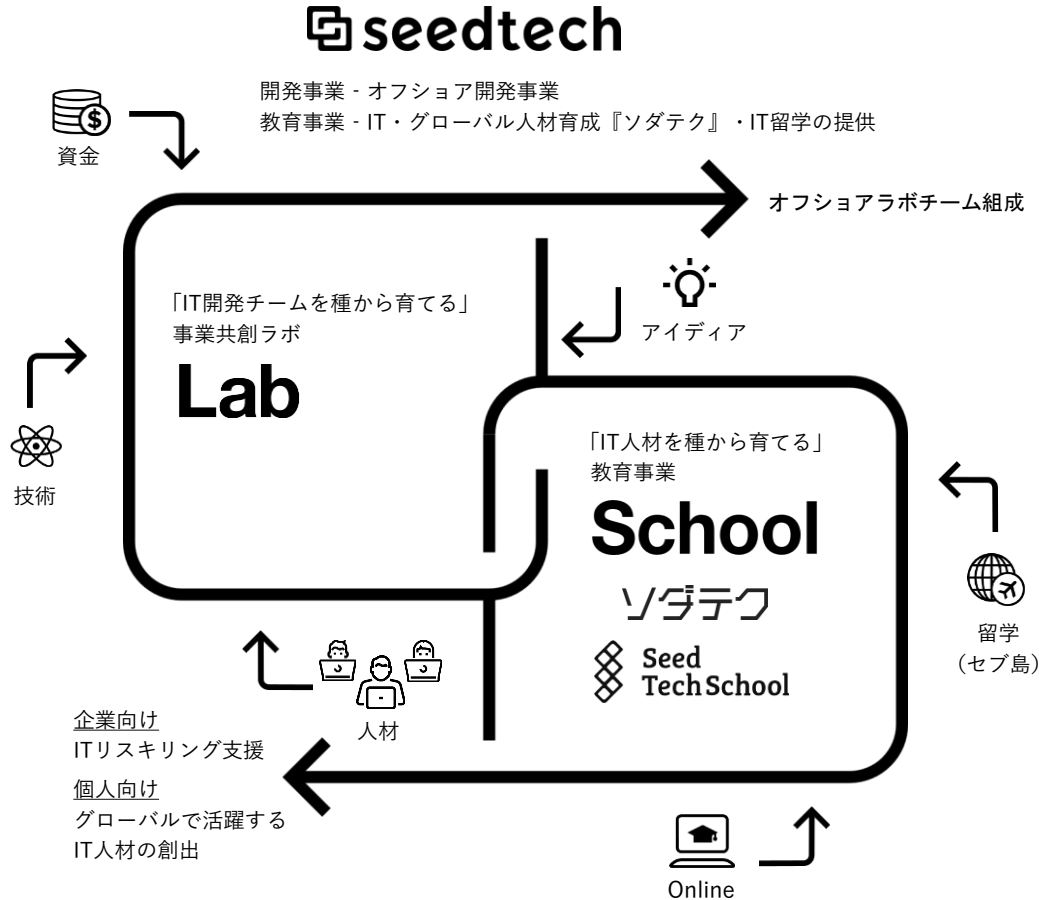 seedtech
開発事業 - オフショア開発事業
教育事業 - IT・グローバル人材育成『ソダテク』・IT留学の提供
資金
オフショアラボチーム組成
「IT開発チームを種から育てる」
事業共創ラボ
Lab
アイディア
技術
「IT人材を種から育てる」
教育事業
School
ソダテク
Seed
Tech School
留学
（セブ島）
人材
企業向け
ITリスキリング支援
個人向け
グローバルで活躍する
IT人材の創出
Online